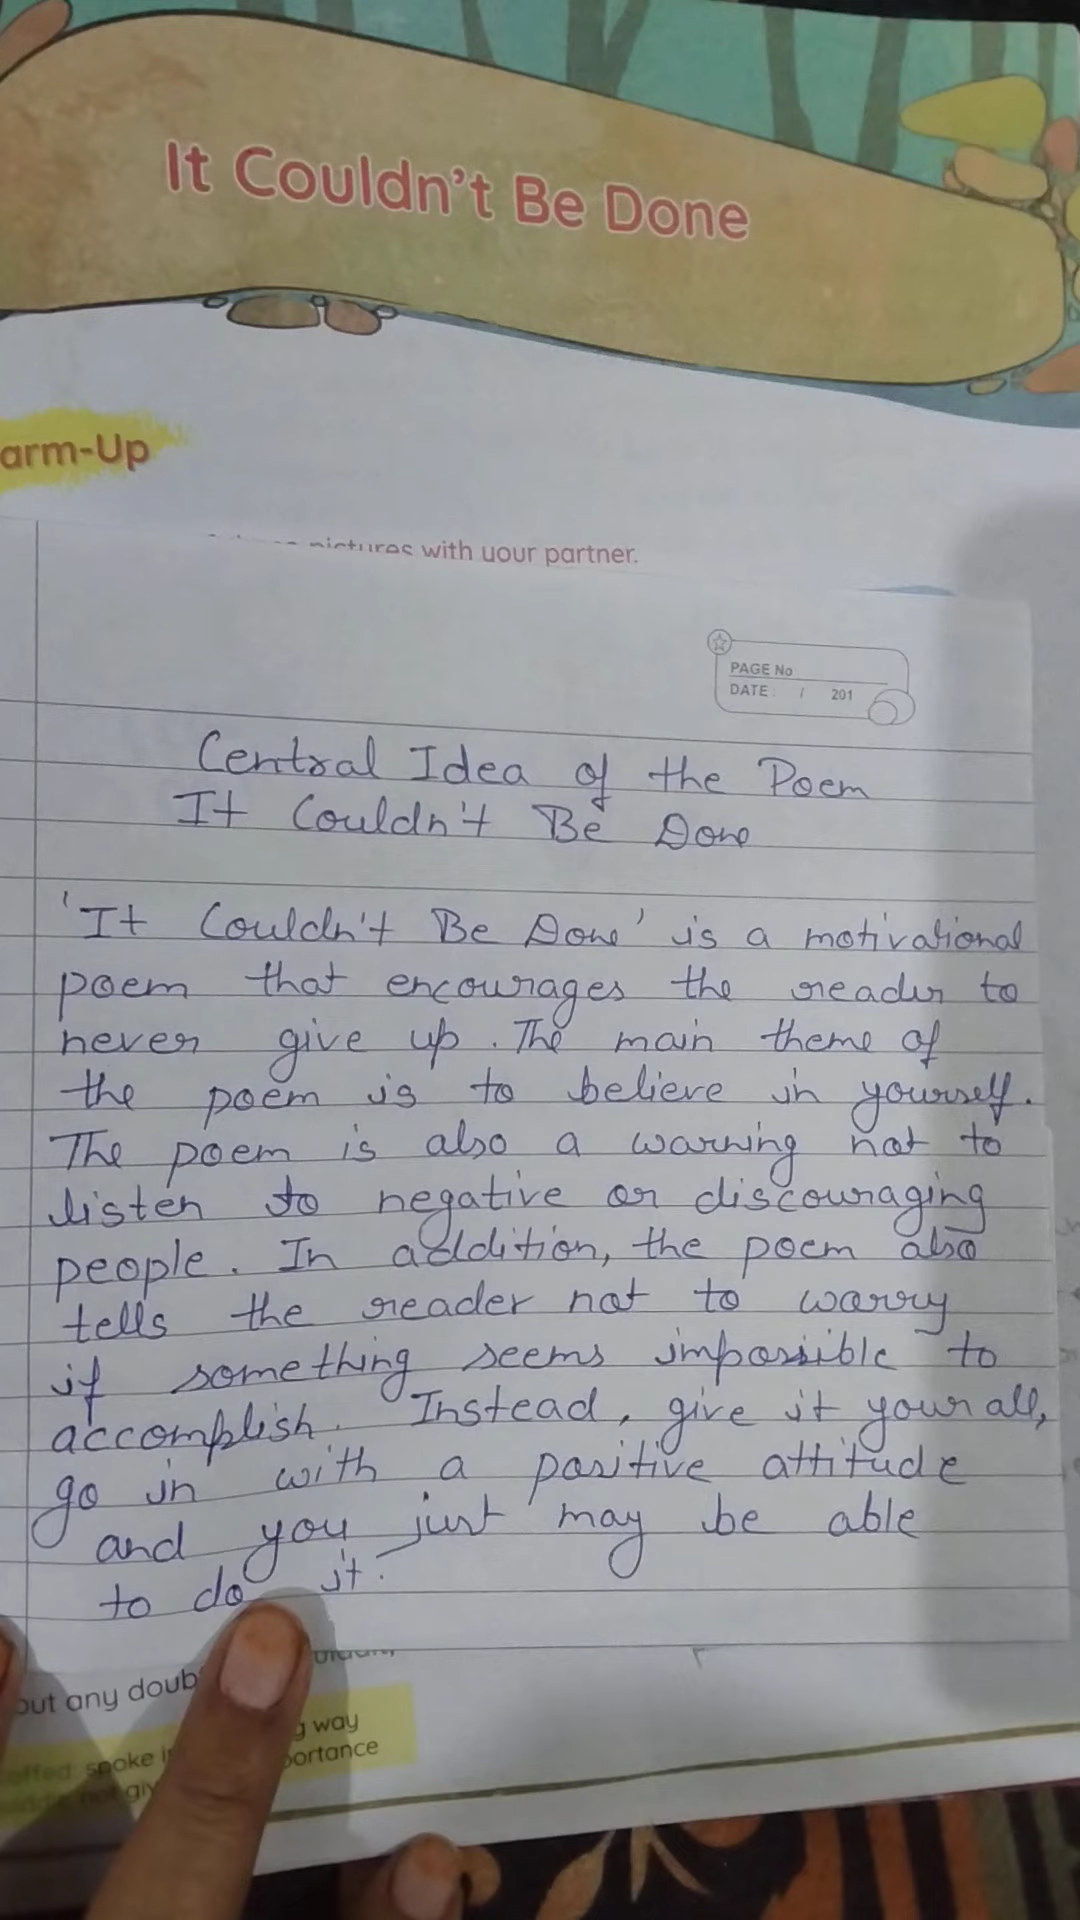 It Couldn't Be Done
arm-Up
pictures with your partner.
PAGE No
DATE: / 201
Central Idea of the Poem
It Couldn't Be Done
'It Couldn't Be Done' is a motivational
poem that encourages the reader to
never give up. The main theme of
the poem is to believe in yourself.
The poem is also a warning not to
listen to negative or discouraging
people. In addition, the poem also
tells the reader not to worry
if something seems impossible to
accomplish. Instead, give it your all,
go in with a positive attitude
and you just may be able
to do it.
out any doub
g way
offed: spoke i
portance